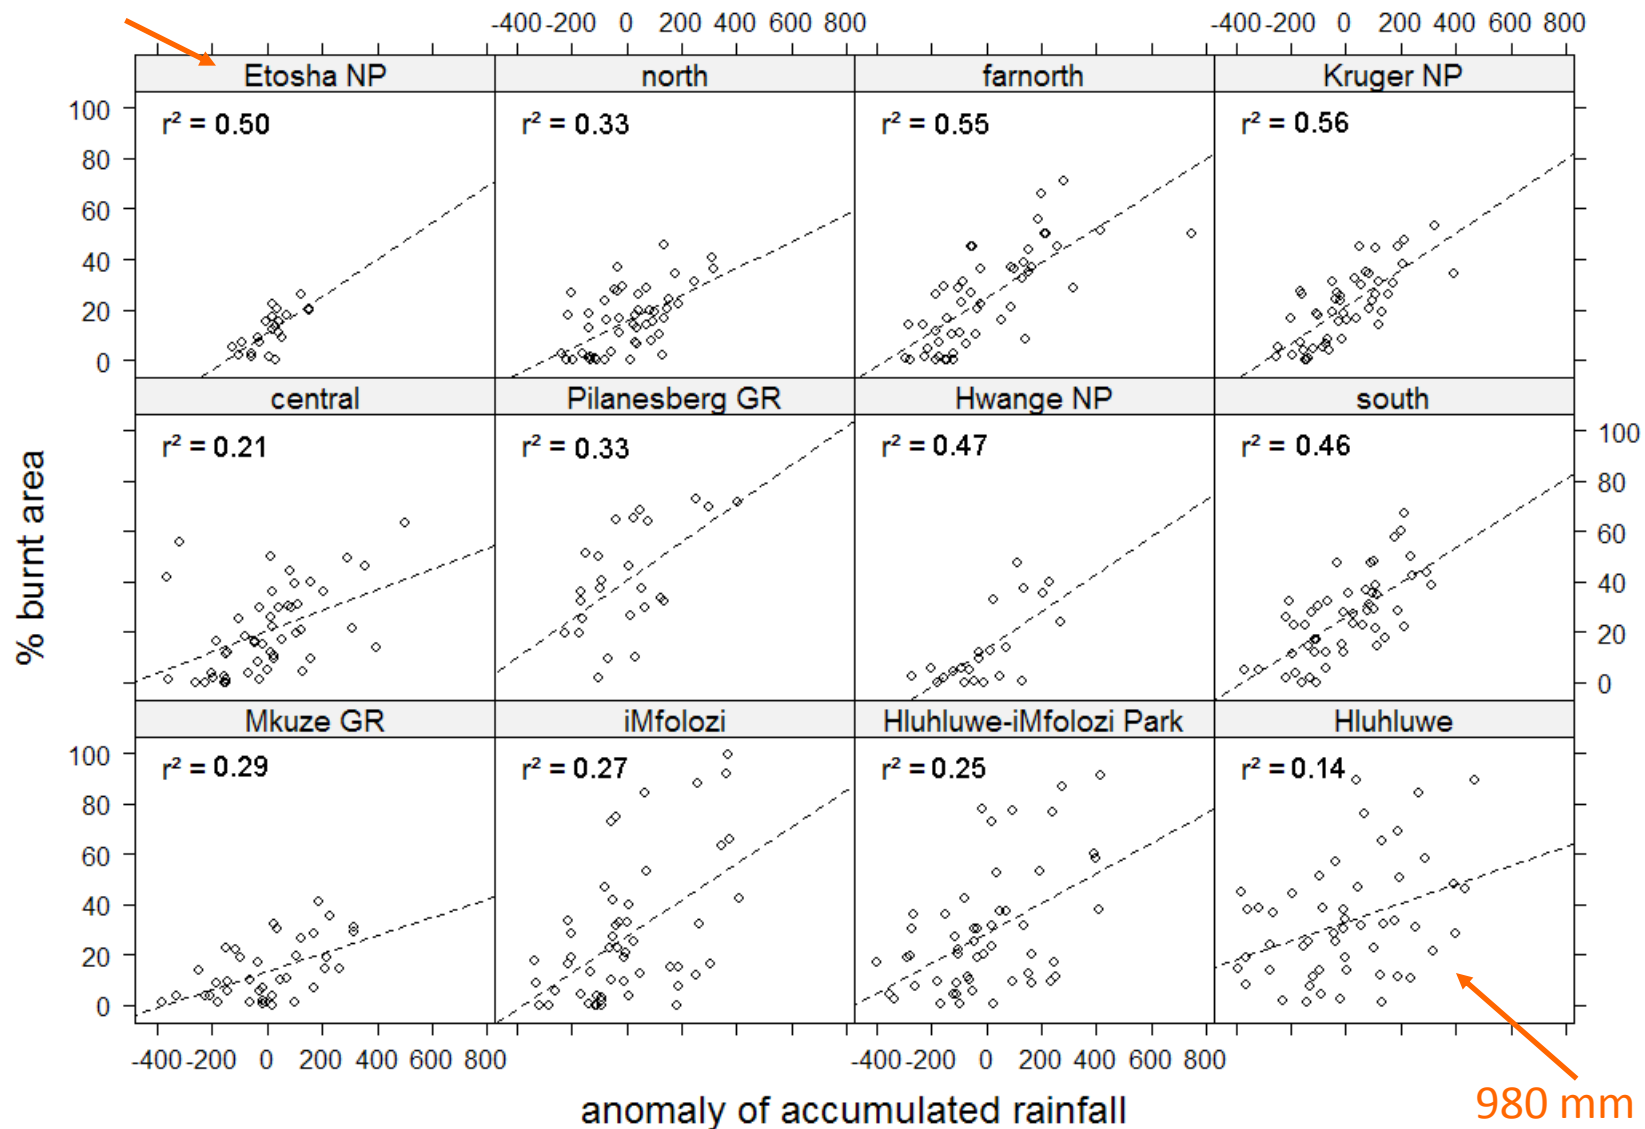 -400 -200 0 200 400 600 800 -400 -200 0 200 400 600 800
Etosha NP north farnorth Kruger NP
100 r² = 0.50 r² = 0.33 r² = 0.55 r² = 0.56
80
60
40
20
0
central Pilanesberg GR Hwange NP south
r² = 0.21 r² = 0.33 r² = 0.47 r² = 0.46 100
80
60
40
20
0
% burnt area
Mkuze GR iMfolozi Hluhluwe-iMfolozi Park Hluhluwe
100 r² = 0.29 r² = 0.27 r² = 0.25 r² = 0.14
80
60
40
20
0
-400 -200 0 200 400 600 800 -400 -200 0 200 400 600 800
anomaly of accumulated rainfall
980 mm